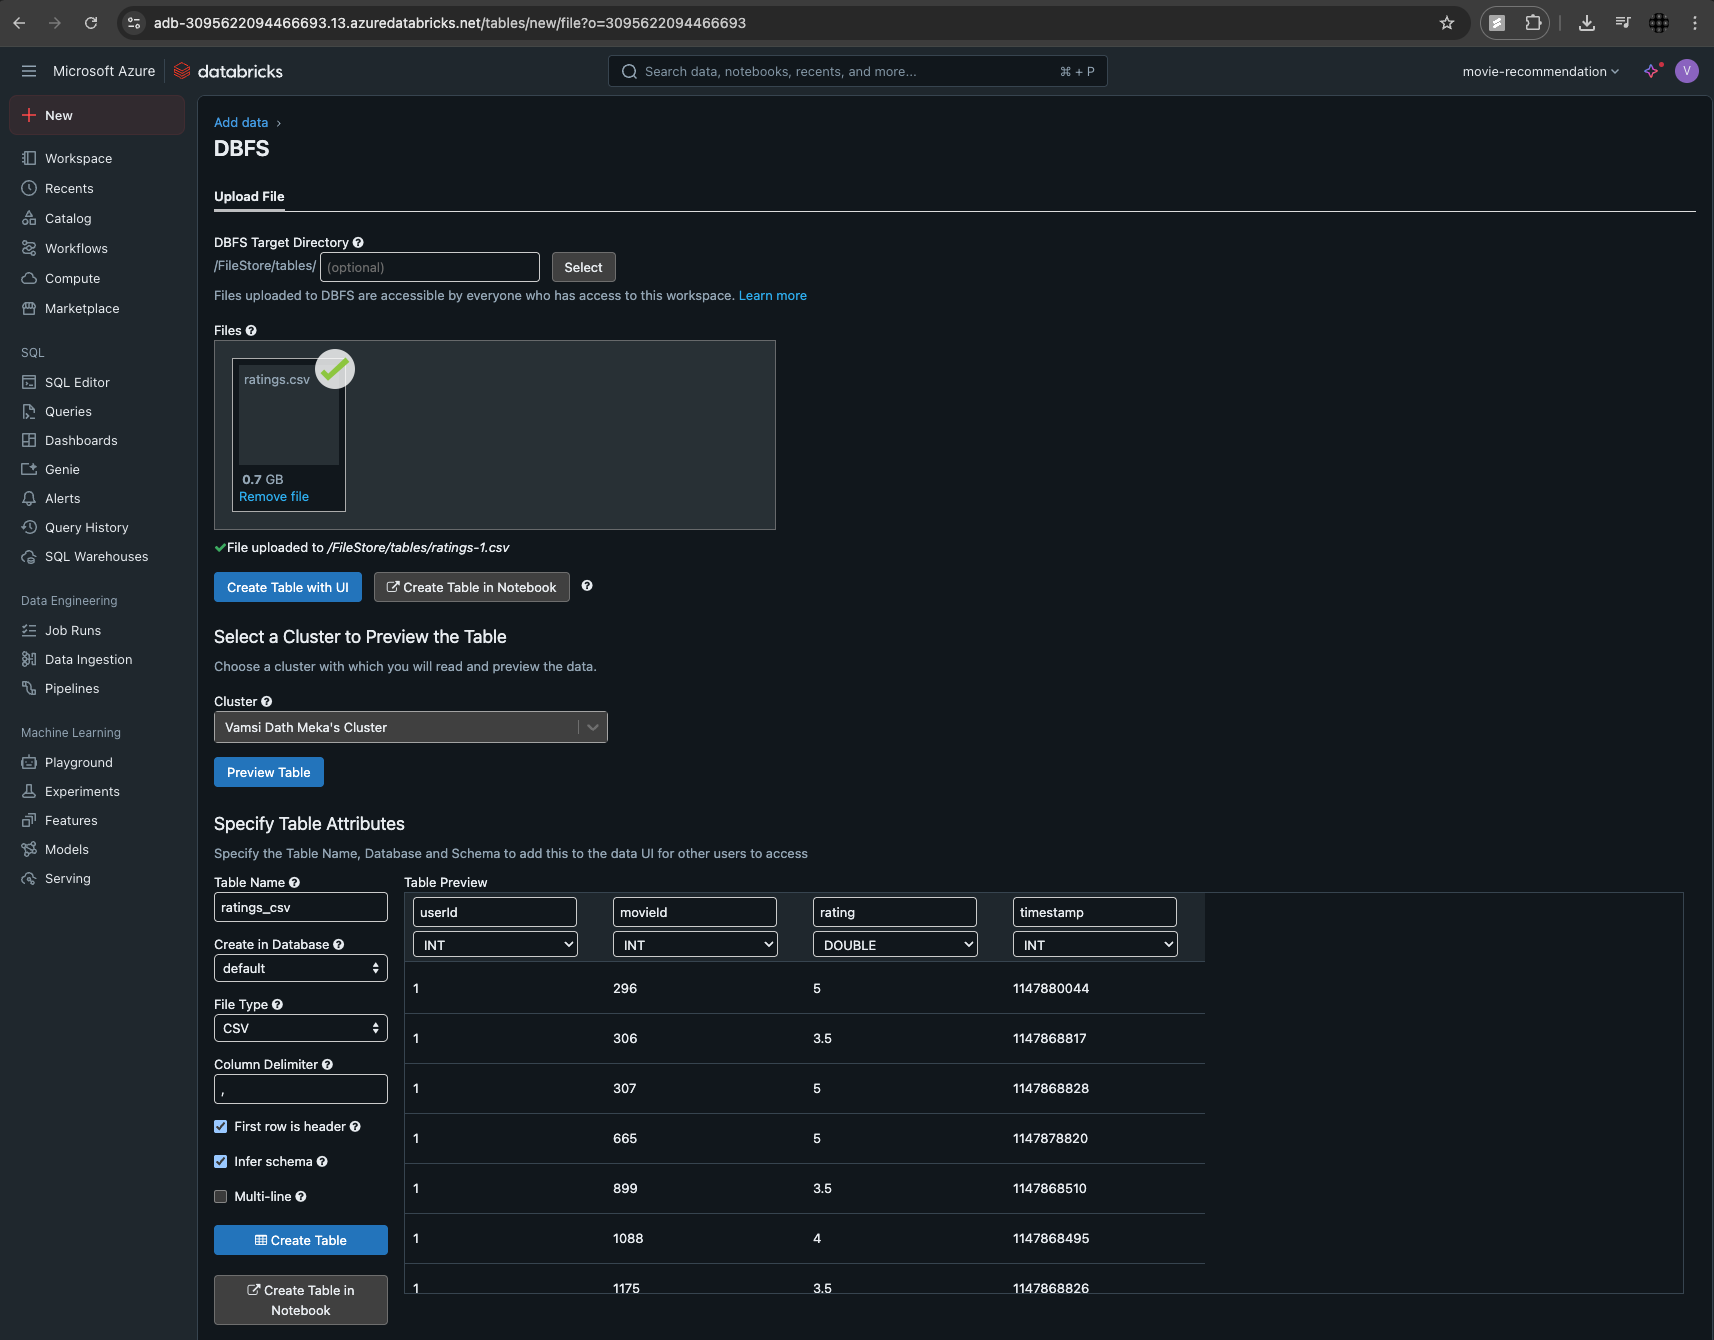 adb-3095622094466693.13.azuredatabricks.net/tables/new/file?o=3095622094466693
Microsoft Azure databricks
Search data, notebooks, recents, and more... ⌘ + P
movie-recommendation
V
New
Workspace
Recents
Catalog
Workflows
Compute
Marketplace
SQL
SQL Editor
Queries
Dashboards
Genie
Alerts
Query History
SQL Warehouses
Data Engineering
Job Runs
Data Ingestion
Pipelines
Machine Learning
Playground
Experiments
Features
Models
Serving
Add data ›
DBFS
Upload File
DBFS Target Directory
/FileStore/tables/ (optional) Select
Files uploaded to DBFS are accessible by everyone who has access to this workspace. Learn more
Files
ratings.csv
0.7 GB
Remove file
File uploaded to /FileStore/tables/ratings-1.csv
Create Table with UI Create Table in Notebook
Select a Cluster to Preview the Table
Choose a cluster with which you will read and preview the data.
Cluster
Vamsi Dath Meka's Cluster
Preview Table
Specify Table Attributes
Specify the Table Name, Database and Schema to add this to the data UI for other users to access
Table Name
ratings_csv
Create in Database
default
File Type
CSV
Column Delimiter
,
First row is header
Infer schema
Multi-line
Create Table
Create Table in
Notebook
Table Preview
userId movieId rating timestamp
INT INT DOUBLE INT
1 296 5 1147880044
1 306 3.5 1147868817
1 307 5 1147868828
1 665 5 1147878820
1 899 3.5 1147868510
1 1088 4 1147868495
1 1175 3.5 1147868826